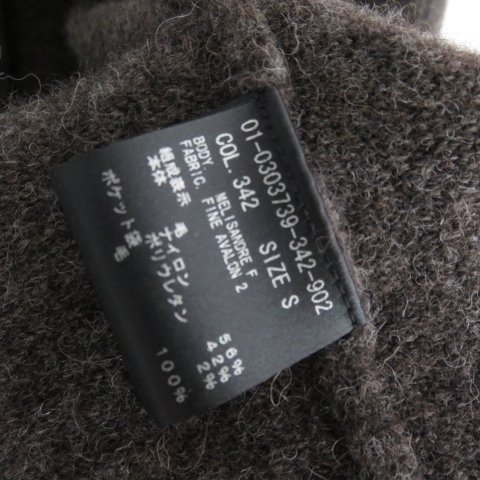 01-0303739-342-902
COL. 342 SIZE S
BODY. MELISANDRE F
FABRIC. FINE AVALON 2
組成表示
本体 毛 56%
ナイロン 42%
ポリウレタン 2%
ポケット部 毛 100%